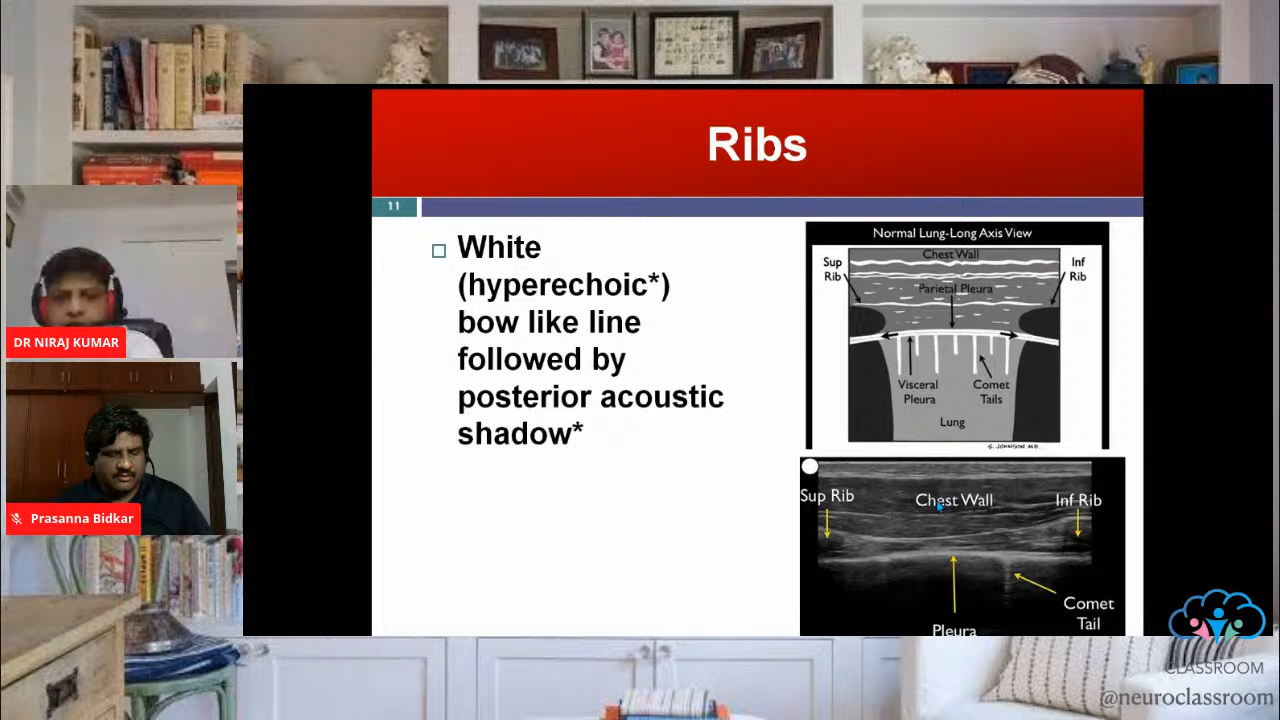 Ribs
11
White
(hyperechoic*)
bow like line
followed by
posterior acoustic
shadow*
Normal Lung-Long Axis View
Chest Wall
Sup
Rib
Inf
Rib
Parietal Pleura
Visceral
Pleura
Comet
Tails
Lung
G. JOHNSON M.D.
Sup Rib
Chest Wall
Inf Rib
Comet
Tail
Pleura
DR NIRAJ KUMAR
Prasanna Bidkar
CLASSROOM
@neuroclassroom